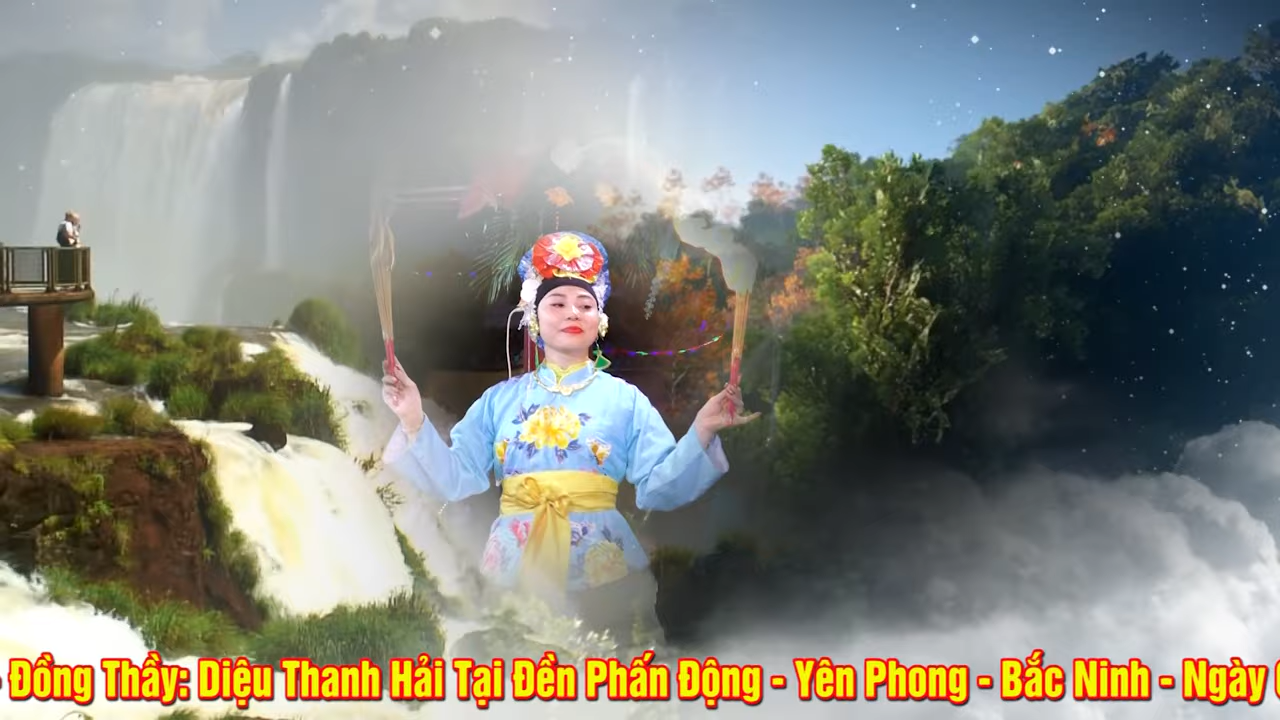 - Đồng Thầy: Diệu Thanh Hải Tại Đền Phấn Động - Yên Phong - Bắc Ninh - Ngày